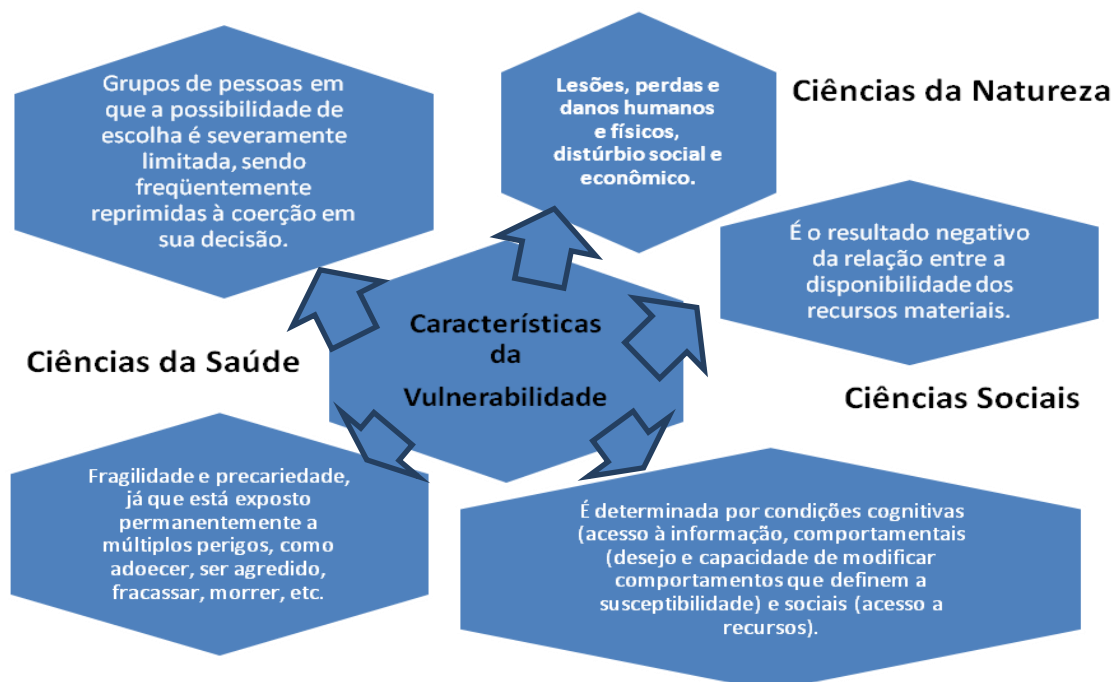 Grupos de pessoas em
que a possibilidade de
escolha é severamente
limitada, sendo
freqüentemente
reprimidas à coerção em
sua decisão.
Lesões, perdas e
danos humanos
e físicos,
distúrbio social e
econômico.
Ciências da Natureza
É o resultado negativo
da relação entre a
disponibilidade dos
recursos materiais.
Características
da
Vulnerabilidade
Ciências da Saúde
Ciências Sociais
Fragilidade e precariedade,
já que está exposto
permanentemente a
múltiplos perigos, como
adoecer, ser agredido,
fracassar, morrer, etc.
É determinada por condições cognitivas
(acesso à informação, comportamentais
(desejo e capacidade de modificar
comportamentos que definem a
susceptibilidade) e sociais (acesso a
recursos).